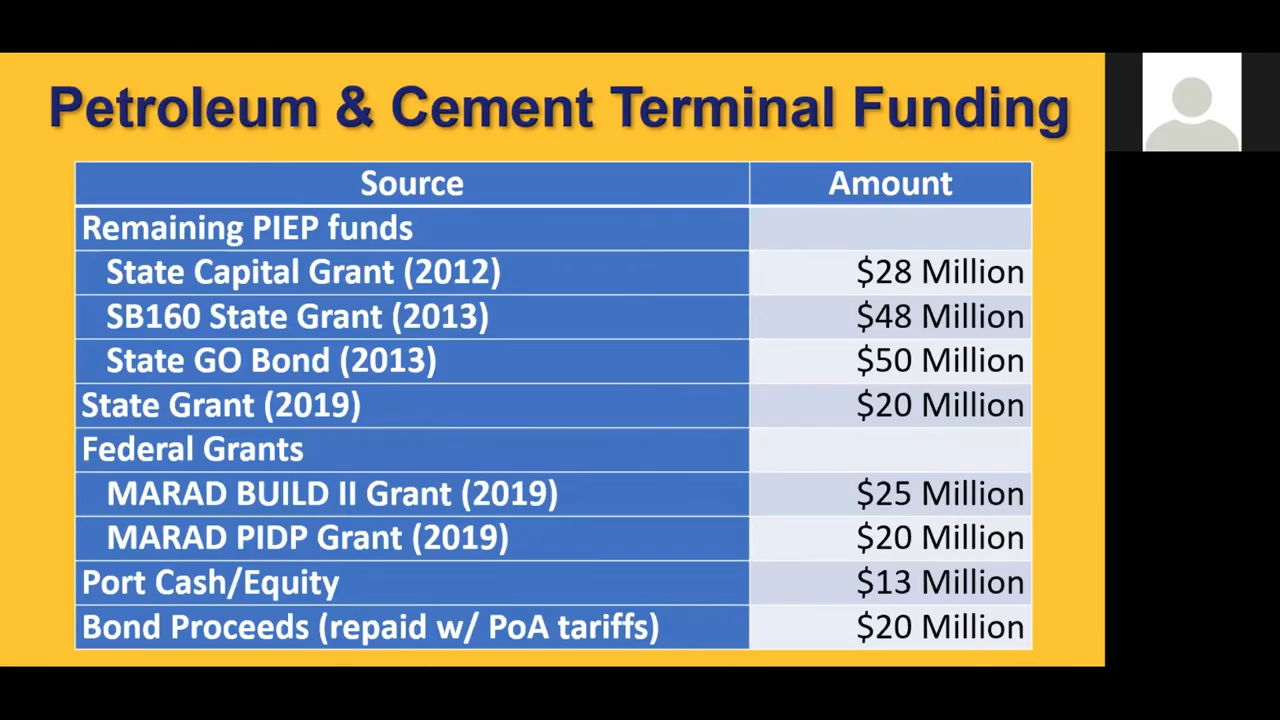 Petroleum & Cement Terminal Funding
Source Amount
Remaining PIEP funds
State Capital Grant (2012) $28 Million
SB160 State Grant (2013) $48 Million
State GO Bond (2013) $50 Million
State Grant (2019) $20 Million
Federal Grants
MARAD BUILD II Grant (2019) $25 Million
MARAD PIDP Grant (2019) $20 Million
Port Cash/Equity $13 Million
Bond Proceeds (repaid w/ PoA tariffs) $20 Million